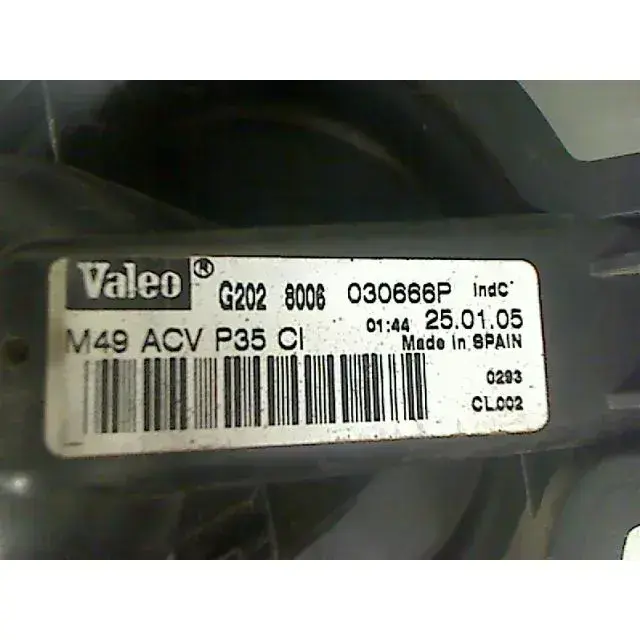 Valeo® G202 8006 030666P indC
01:44 25.01.05
M49 ACV P35 CI Made in SPAIN
0293
CL002